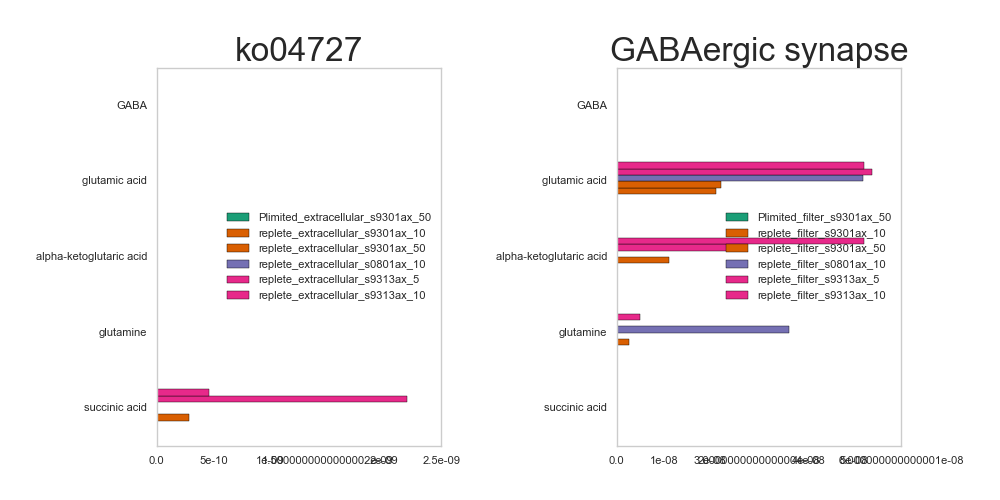 ko04727
GABA
glutamic acid
alpha-ketoglutaric acid
glutamine
succinic acid
Plimited_extracellular_s9301ax_50
replete_extracellular_s9301ax_10
replete_extracellular_s9301ax_50
replete_extracellular_s0801ax_10
replete_extracellular_s9313ax_5
replete_extracellular_s9313ax_10
0.0
5e-10
2.5e-09
GABAergic synapse
GABA
glutamic acid
alpha-ketoglutaric acid
glutamine
succinic acid
Plimited_filter_s9301ax_50
replete_filter_s9301ax_10
replete_filter_s9301ax_50
replete_filter_s0801ax_10
replete_filter_s9313ax_5
replete_filter_s9313ax_10
0.0
1e-08